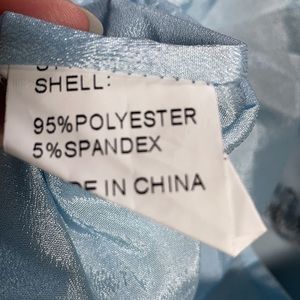 SHELL:
95%POLYESTER
5%SPANDEX
DE IN CHINA